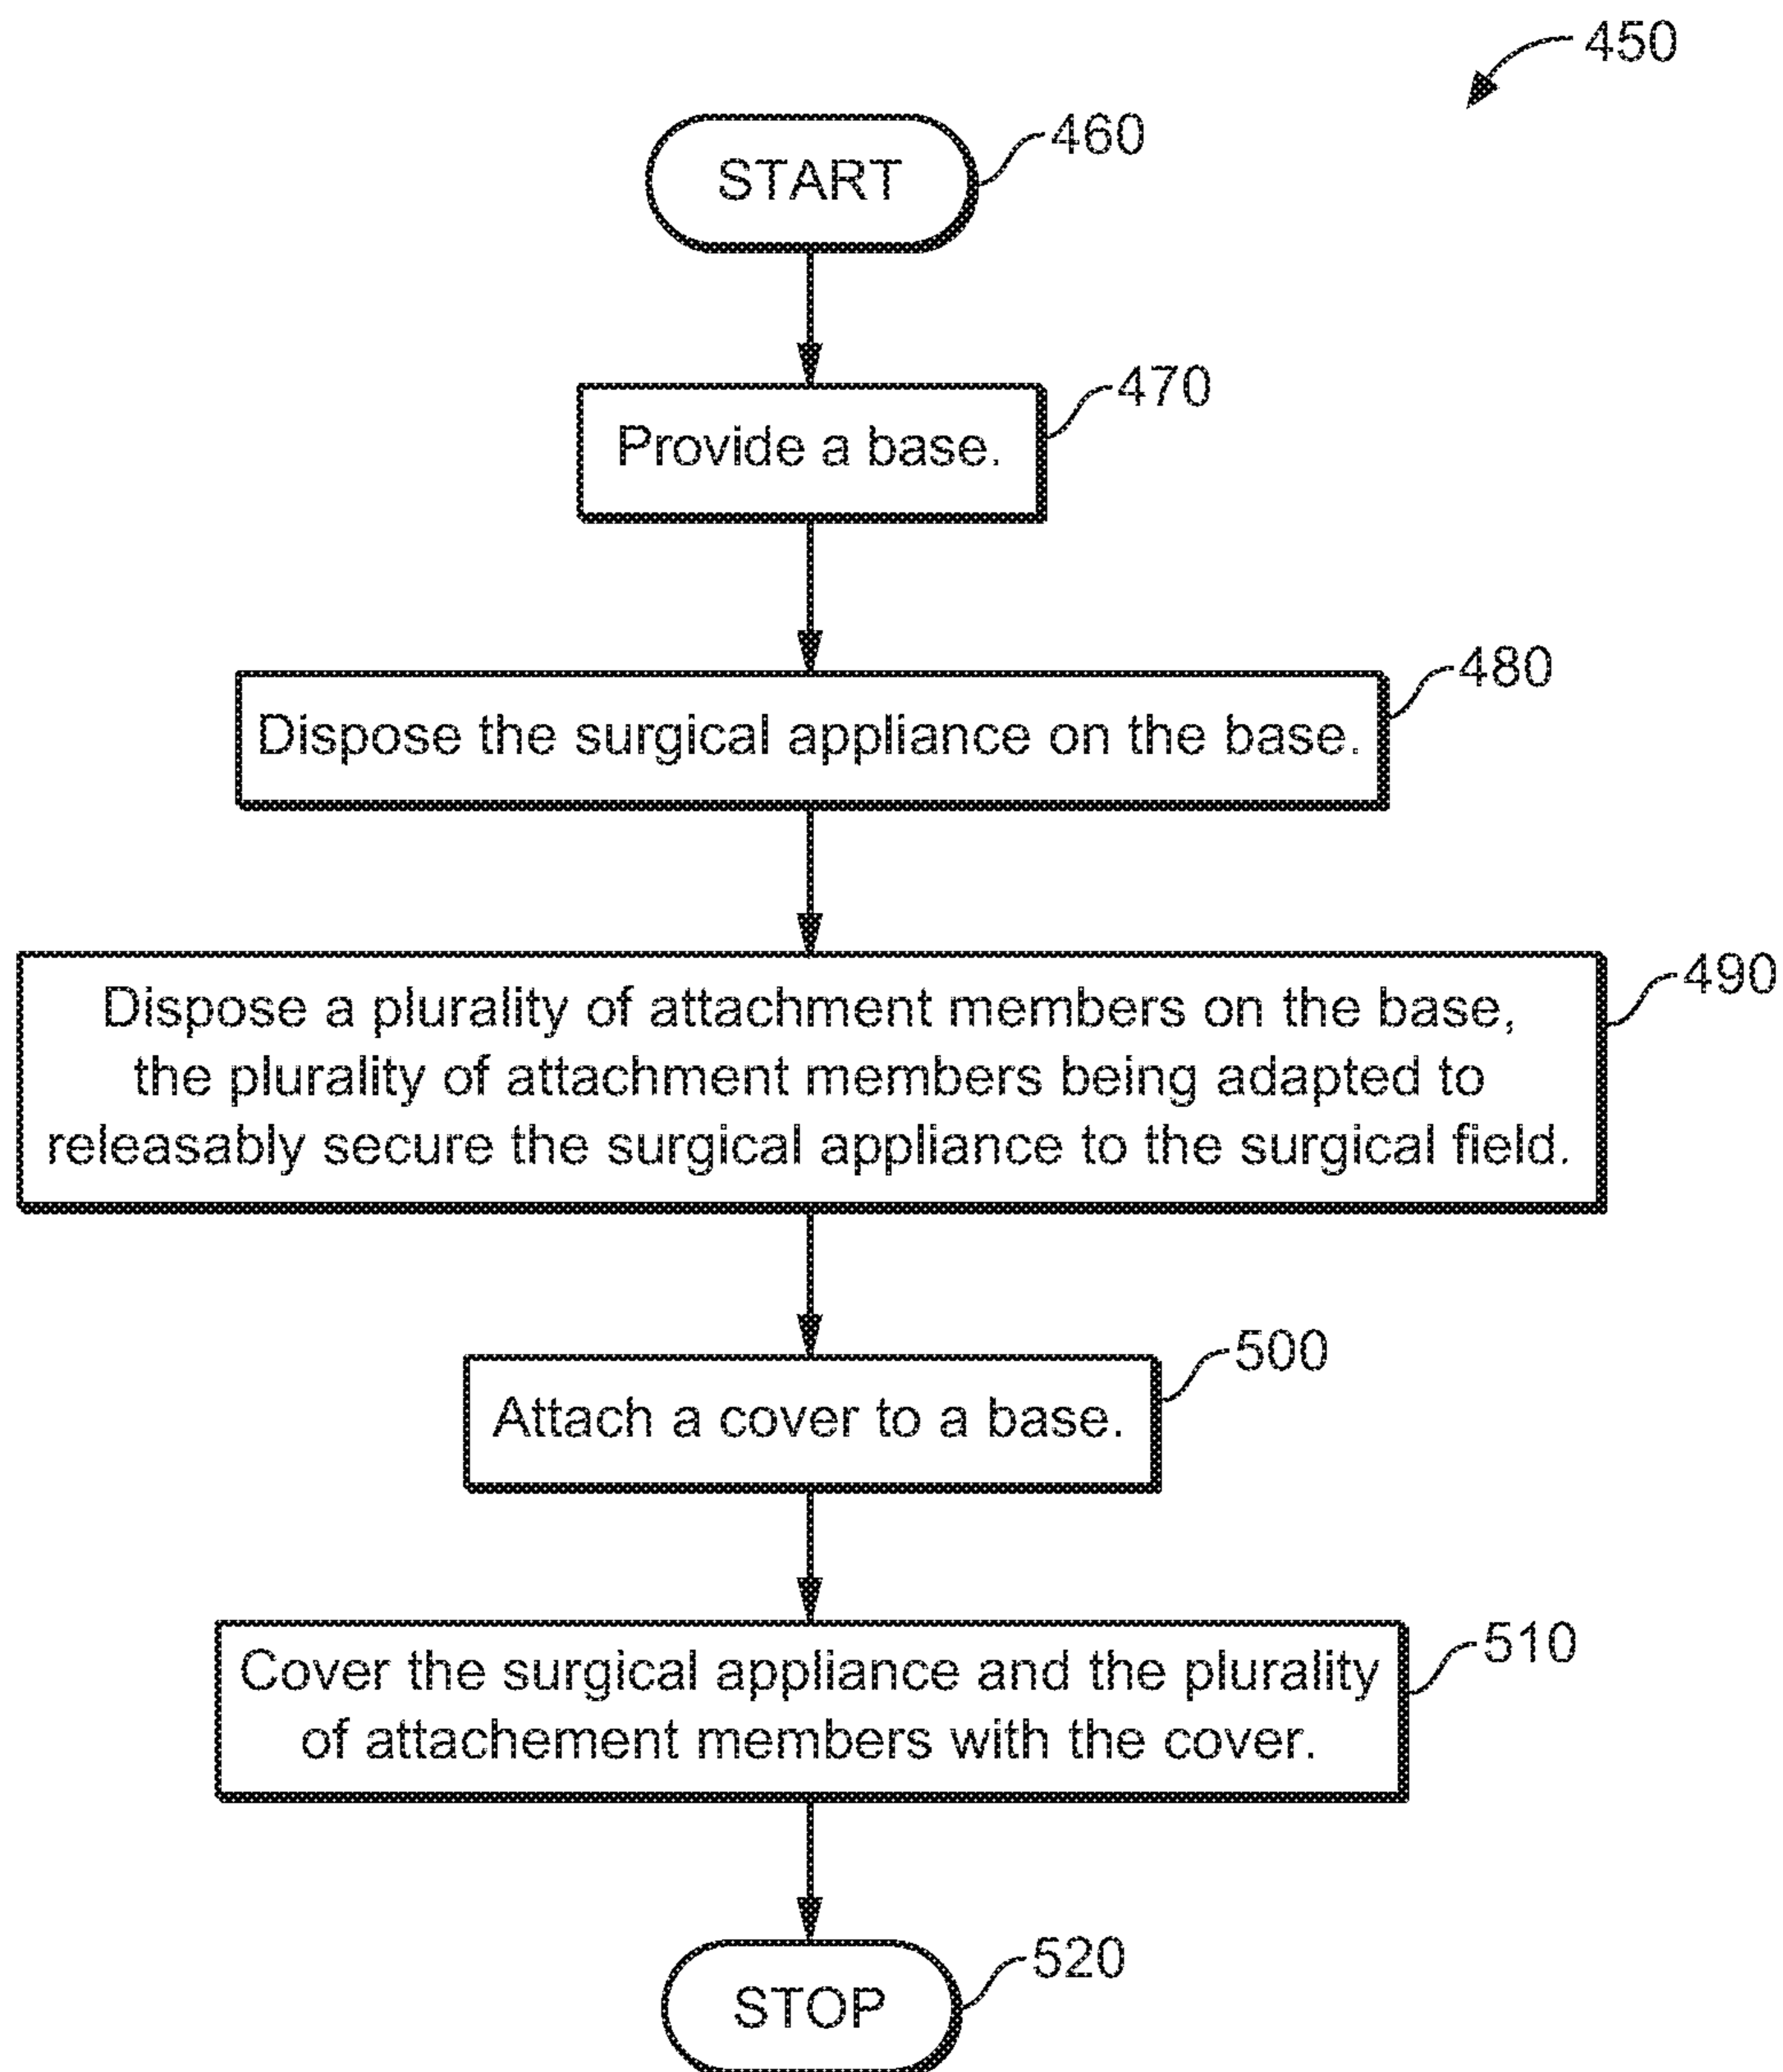 450
START
460
Provide a base.
470
Dispose the surgical appliance on the base.
480
Dispose a plurality of attachment members on the base,
the plurality of attachment members being adapted to
releasably secure the surgical appliance to the surgical field.
490
Attach a cover to a base.
500
Cover the surgical appliance and the plurality
of attachement members with the cover.
510
STOP
520